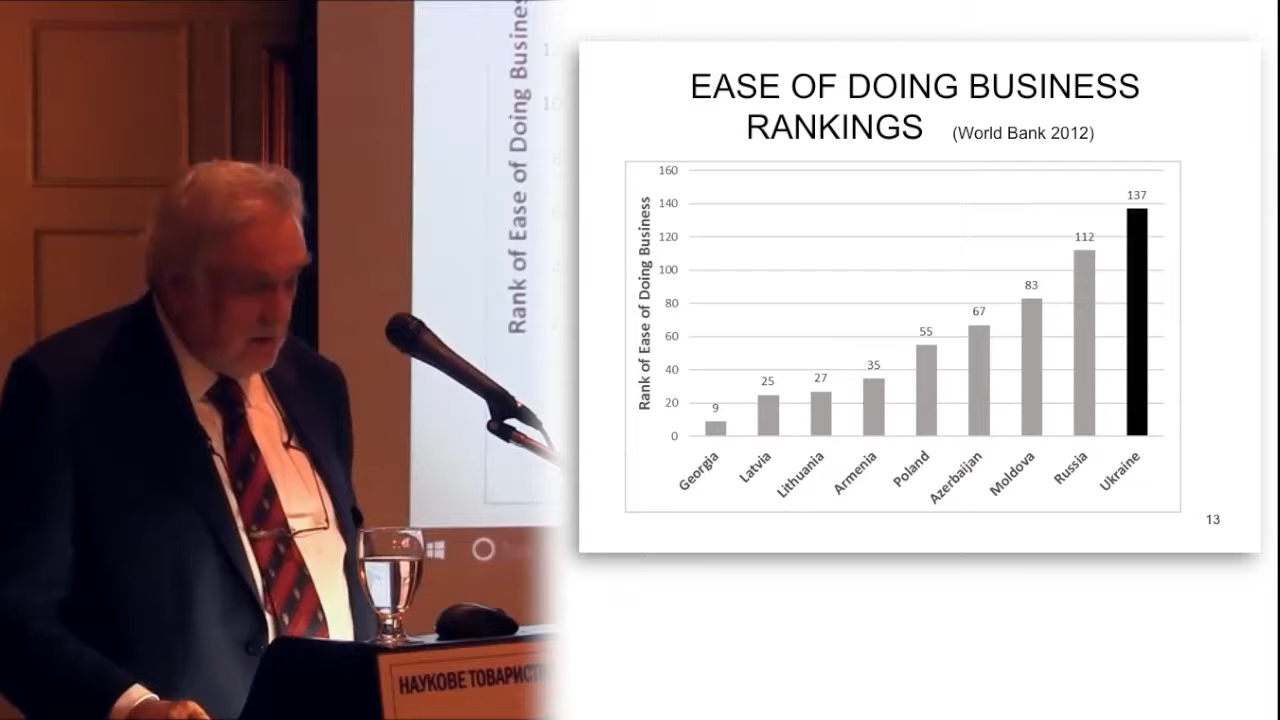 Rank of Ease of Doing Business
EASE OF DOING BUSINESS
RANKINGS (World Bank 2012)
160
140
120
100
80
60
40
20
0
Rank of Ease of Doing Business
9
25
27
35
55
67
83
112
137
Georgia
Latvia
Lithuania
Armenia
Poland
Azerbaijan
Moldova
Russia
Ukraine
13
НАУКОВЕ